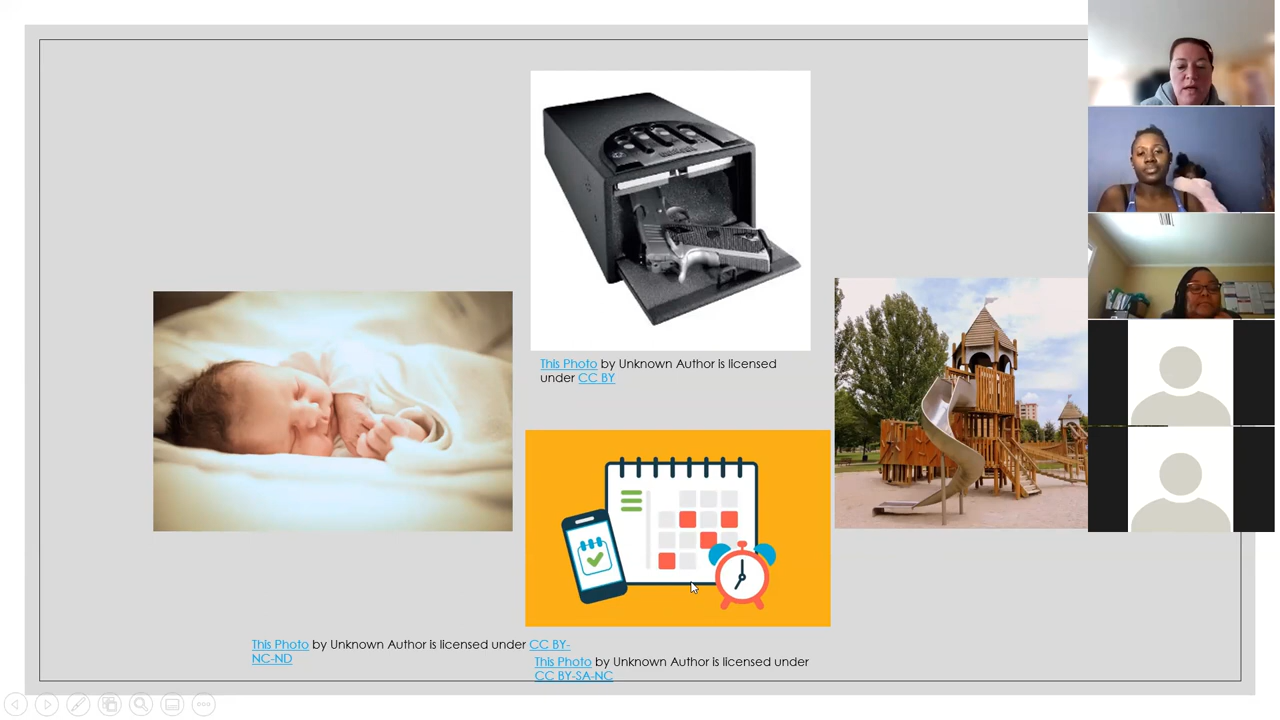 This Photo by Unknown Author is licensed
under CC BY
This Photo by Unknown Author is licensed under CC BY-
NC-ND
This Photo by Unknown Author is licensed under
CC BY-SA-NC